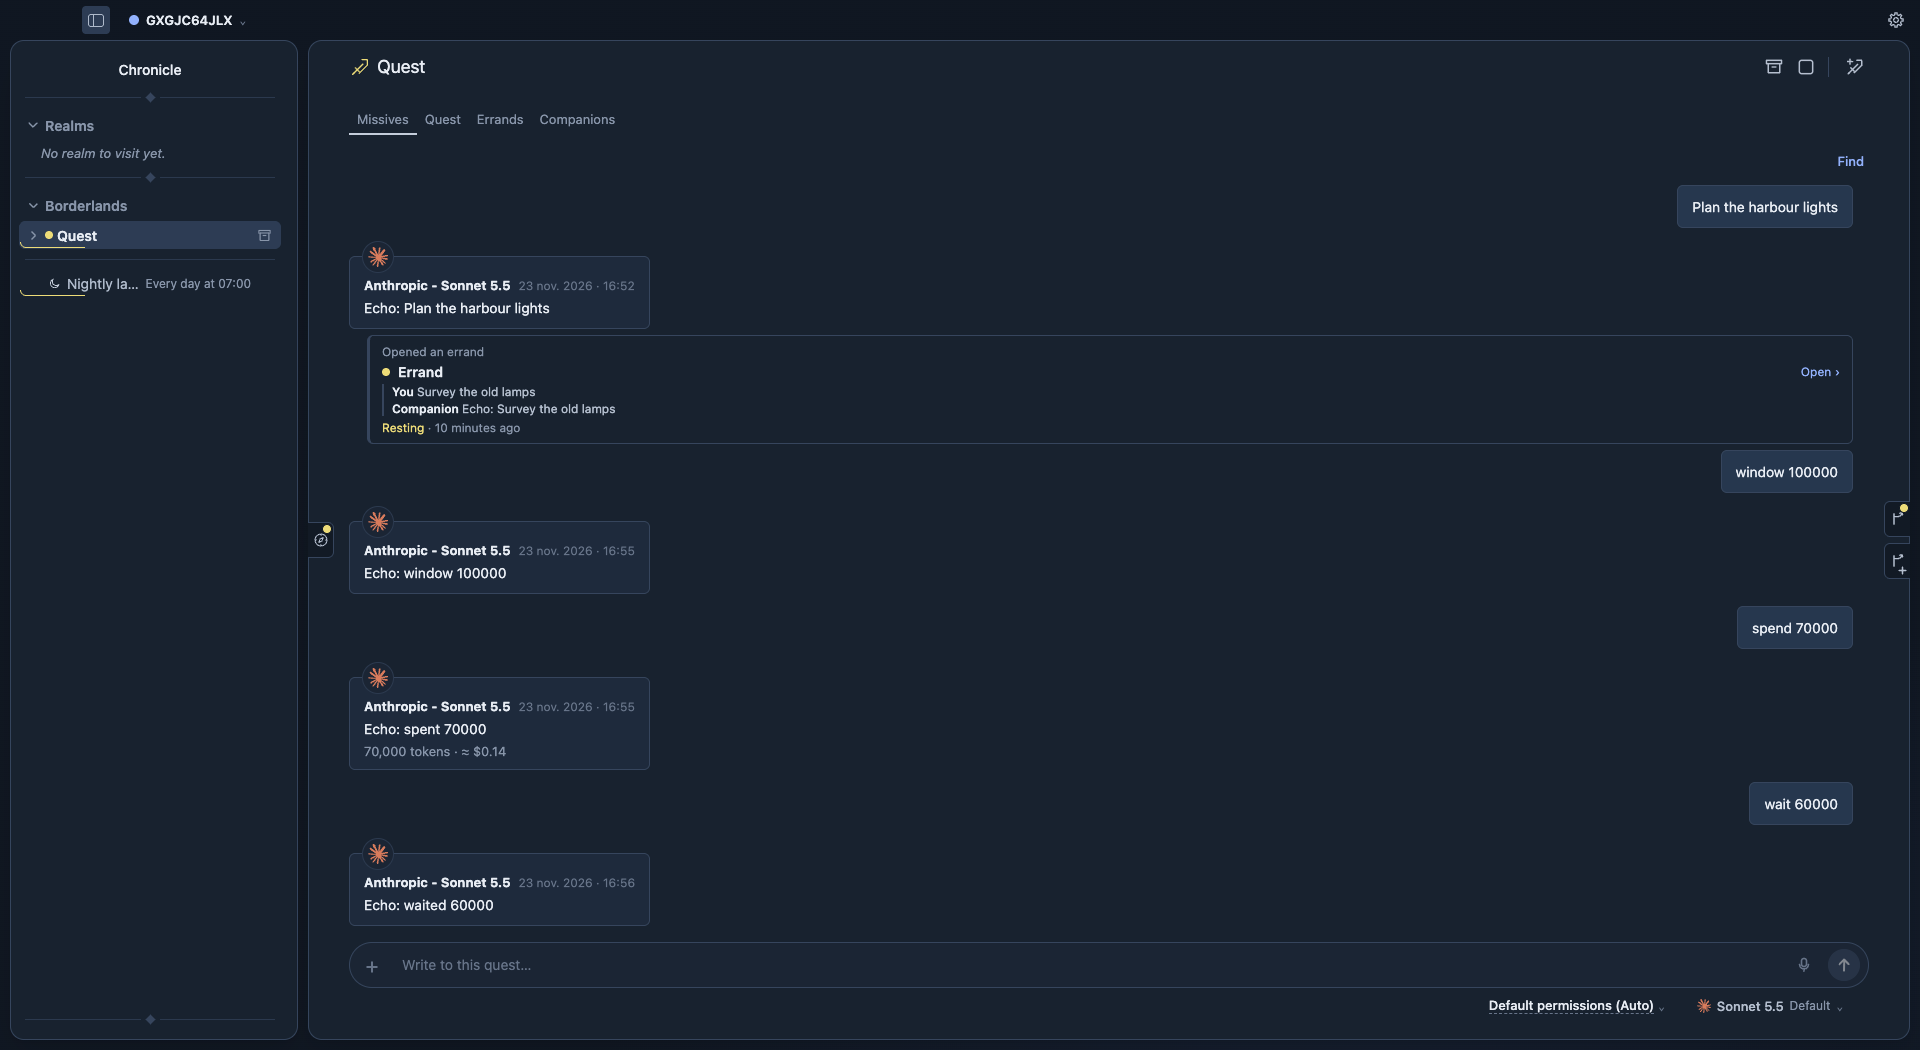 GXGJC64JLX
Chronicle
Realms
No realm to visit yet.
Borderlands
Quest
Nightly la... Every day at 07:00
Quest
Missives Quest Errands Companions
Find
Plan the harbour lights
Anthropic - Sonnet 5.5 23 nov. 2026 · 16:52
Echo: Plan the harbour lights
Opened an errand
Errand
Open ›
You Survey the old lamps
Companion Echo: Survey the old lamps
Resting · 10 minutes ago
window 100000
Anthropic - Sonnet 5.5 23 nov. 2026 · 16:55
Echo: window 100000
spend 70000
Anthropic - Sonnet 5.5 23 nov. 2026 · 16:55
Echo: spent 70000
70,000 tokens · ≈ $0.14
wait 60000
Anthropic - Sonnet 5.5 23 nov. 2026 · 16:56
Echo: waited 60000
Write to this quest...
Default permissions (Auto) Sonnet 5.5 Default